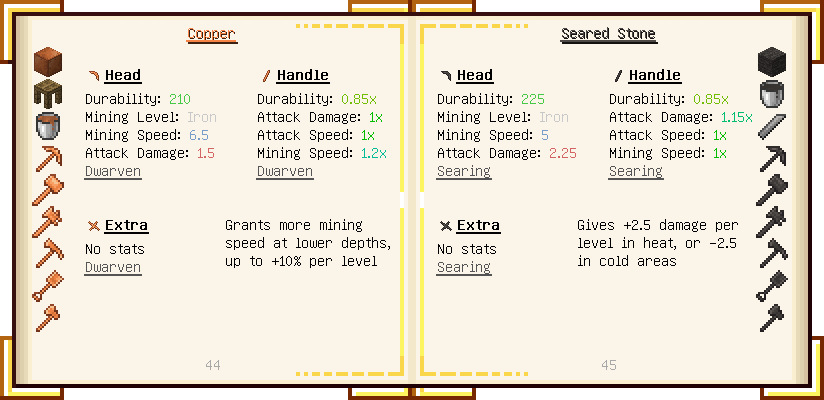 Copper
Head
Durability: 210
Mining Level: Iron
Mining Speed: 6.5
Attack Damage: 1.5
Dwarven
Handle
Durability: 0.85x
Attack Damage: 1x
Attack Speed: 1x
Mining Speed: 1.2x
Dwarven
Extra
No stats
Dwarven
Grants more mining
speed at lower depths,
up to +10% per level
44
Seared Stone
Head
Durability: 225
Mining Level: Iron
Mining Speed: 5
Attack Damage: 2.25
Searing
Handle
Durability: 0.85x
Attack Damage: 1.15x
Attack Speed: 1x
Mining Speed: 1x
Searing
Extra
No stats
Searing
Gives +2.5 damage per
level in heat, or -2.5
in cold areas
45